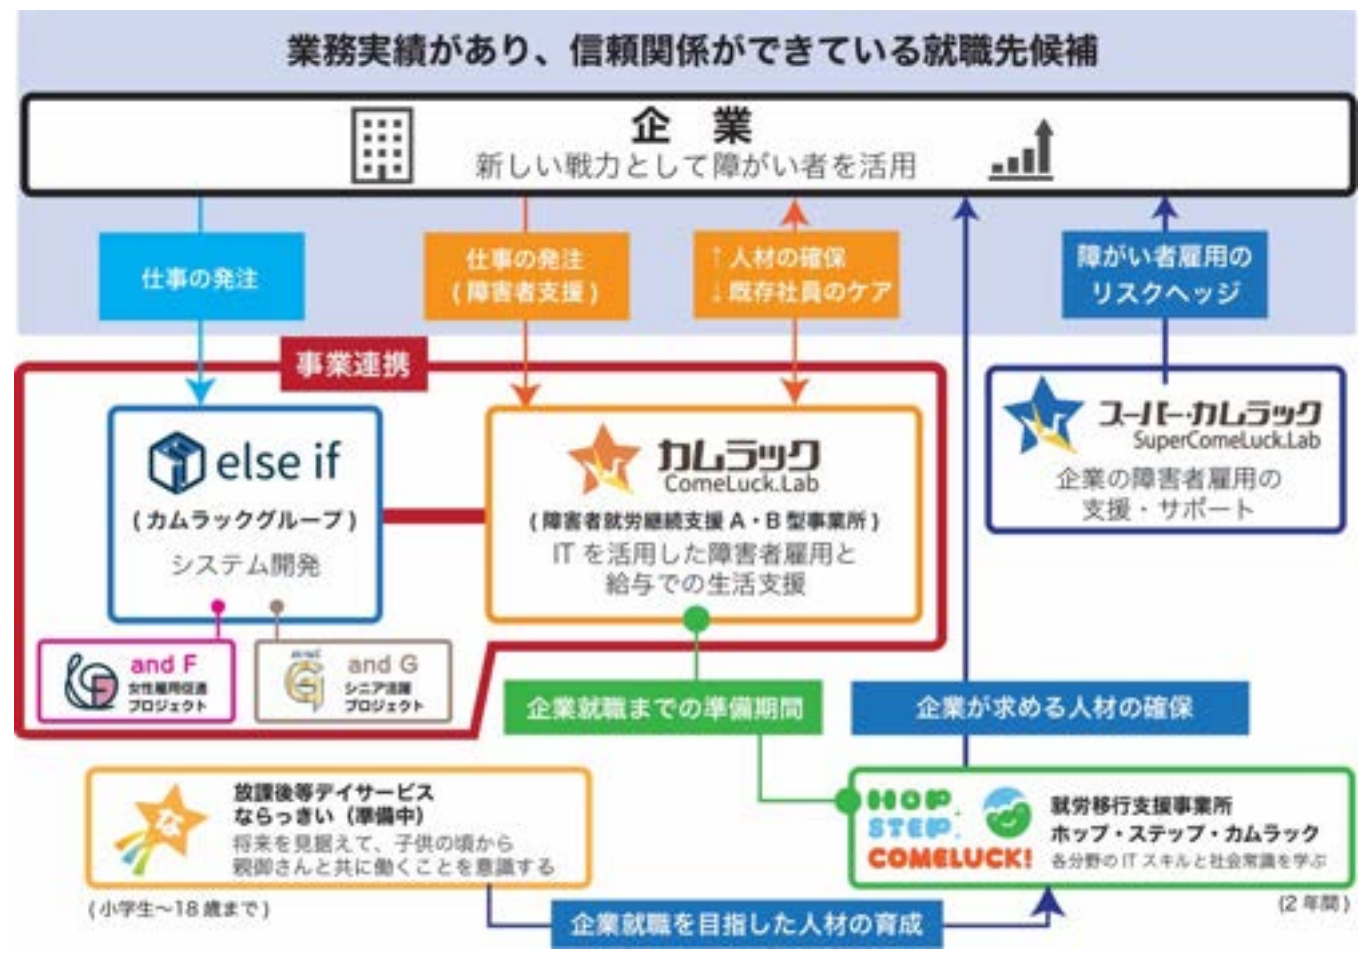 業務実績があり、信頼関係ができている就職先候補
企 業
新しい戦力として障がい者を活用
仕事の発注
仕事の発注
(障害者支援)
↑人材の確保
↓既存社員のケア
障がい者雇用の
リスクヘッジ
事業連携
else if
(カムラックグループ)
システム開発
カムラック
ComeLuck.Lab
(障害者就労継続支援A・B型事業所)
ITを活用した障害者雇用と
給与での生活支援
スーパー・カムラック
SuperComeLuck.Lab
企業の障害者雇用の
支援・サポート
and F
女性雇用促進
プロジェクト
and G
シニア活躍
プロジェクト
企業就職までの準備期間
企業が求める人材の確保
な
放課後等デイサービス
ならっきぃ(準備中)
将来を見据えて、子供の頃から
親御さんと共に働くことを意識する
(小学生～18歳まで)
HOP.
STEP.
COMELUCK!
就労移行支援事業所
ホップ・ステップ・カムラック
各分野のITスキルと社会常識を学ぶ
(2年間)
企業就職を目指した人材の育成